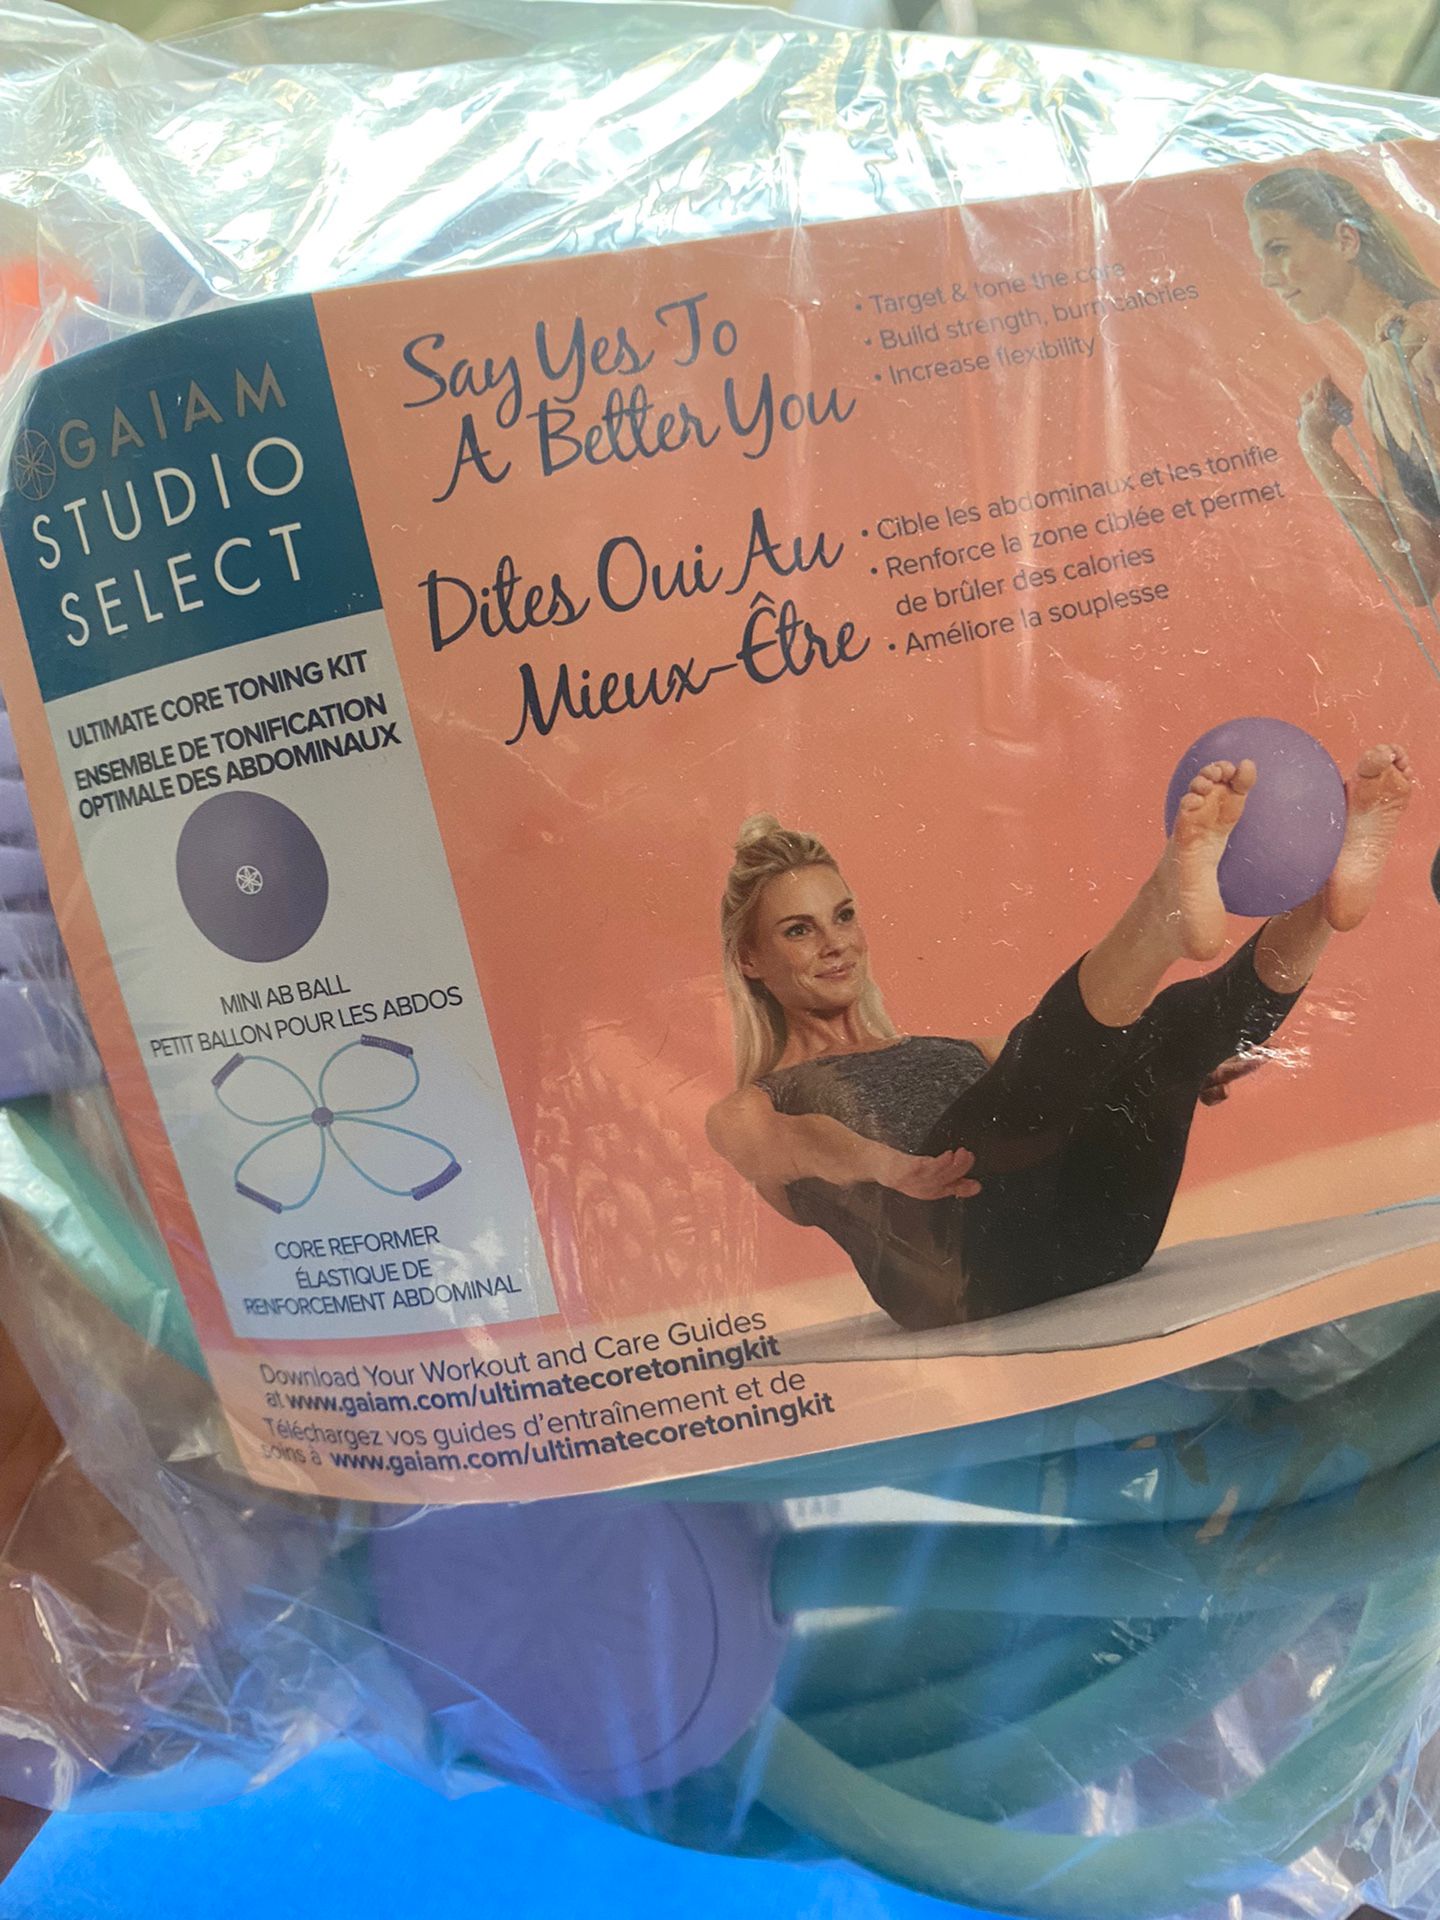 GAIAM
STUDIO
SELECT
ULTIMATE CORE TONING KIT
ENSEMBLE DE TONIFICATION
OPTIMALE DES ABDOMINAUX
MINI AB BALL
PETIT BALLON POUR LES ABDOS
CORE REFORMER
ÉLASTIQUE DE
RENFORCEMENT ABDOMINAL
Say Yes To
A Better You
• Target & tone the core
• Build strength, burn calories
• Increase flexibility
Dites Oui Au
Mieux-Être
• Cible les abdominaux et les tonifie
• Renforce la zone ciblée et permet
de brûler des calories
• Améliore la souplesse
Download Your Workout and Care Guides
at www.gaiam.com/ultimatecoretoningkit
Téléchargez vos guides d'entraînement et de
soins à www.gaiam.com/ultimatecoretoningkit